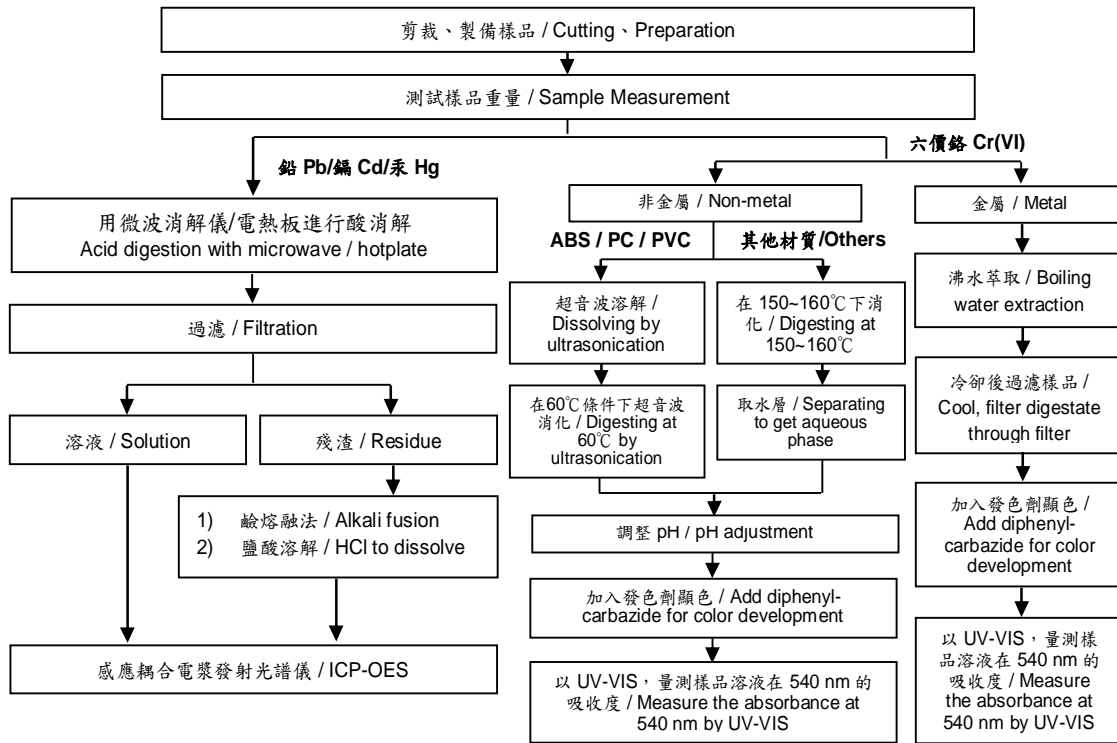 剪裁、製備樣品 / Cutting、Preparation
測試樣品重量 / Sample Measurement
鉛 Pb/鎘 Cd/汞 Hg
六價鉻 Cr(VI)
用微波消解儀/電熱板進行酸消解
Acid digestion with microwave / hotplate
過濾 / Filtration
溶液 / Solution
殘渣 / Residue
1) 鹼熔融法 / Alkali fusion
2) 鹽酸溶解 / HCl to dissolve
感應耦合電漿發射光譜儀 / ICP-OES
非金屬 / Non-metal
ABS / PC / PVC
其他材質/Others
超音波溶解 /
Dissolving by
ultrasonication
在60℃條件下超音波
消化 / Digesting at
60℃ by
ultrasonication
在 150~160℃下消
化 / Digesting at
150~160℃
取水層 / Separating
to get aqueous
phase
調整 pH / pH adjustment
加入發色劑顯色 / Add diphenyl-
carbazide for color development
以 UV-VIS，量測樣品溶液在 540 nm 的
吸收度 / Measure the absorbance at
540 nm by UV-VIS
金屬 / Metal
沸水萃取 / Boiling
water extraction
冷卻後過濾樣品 /
Cool, filter digestate
through filter
加入發色劑顯色 /
Add diphenyl-
carbazide for color
development
以 UV-VIS，量測樣
品溶液在 540 nm 的
吸收度 / Measure
the absorbance at
540 nm by UV-VIS